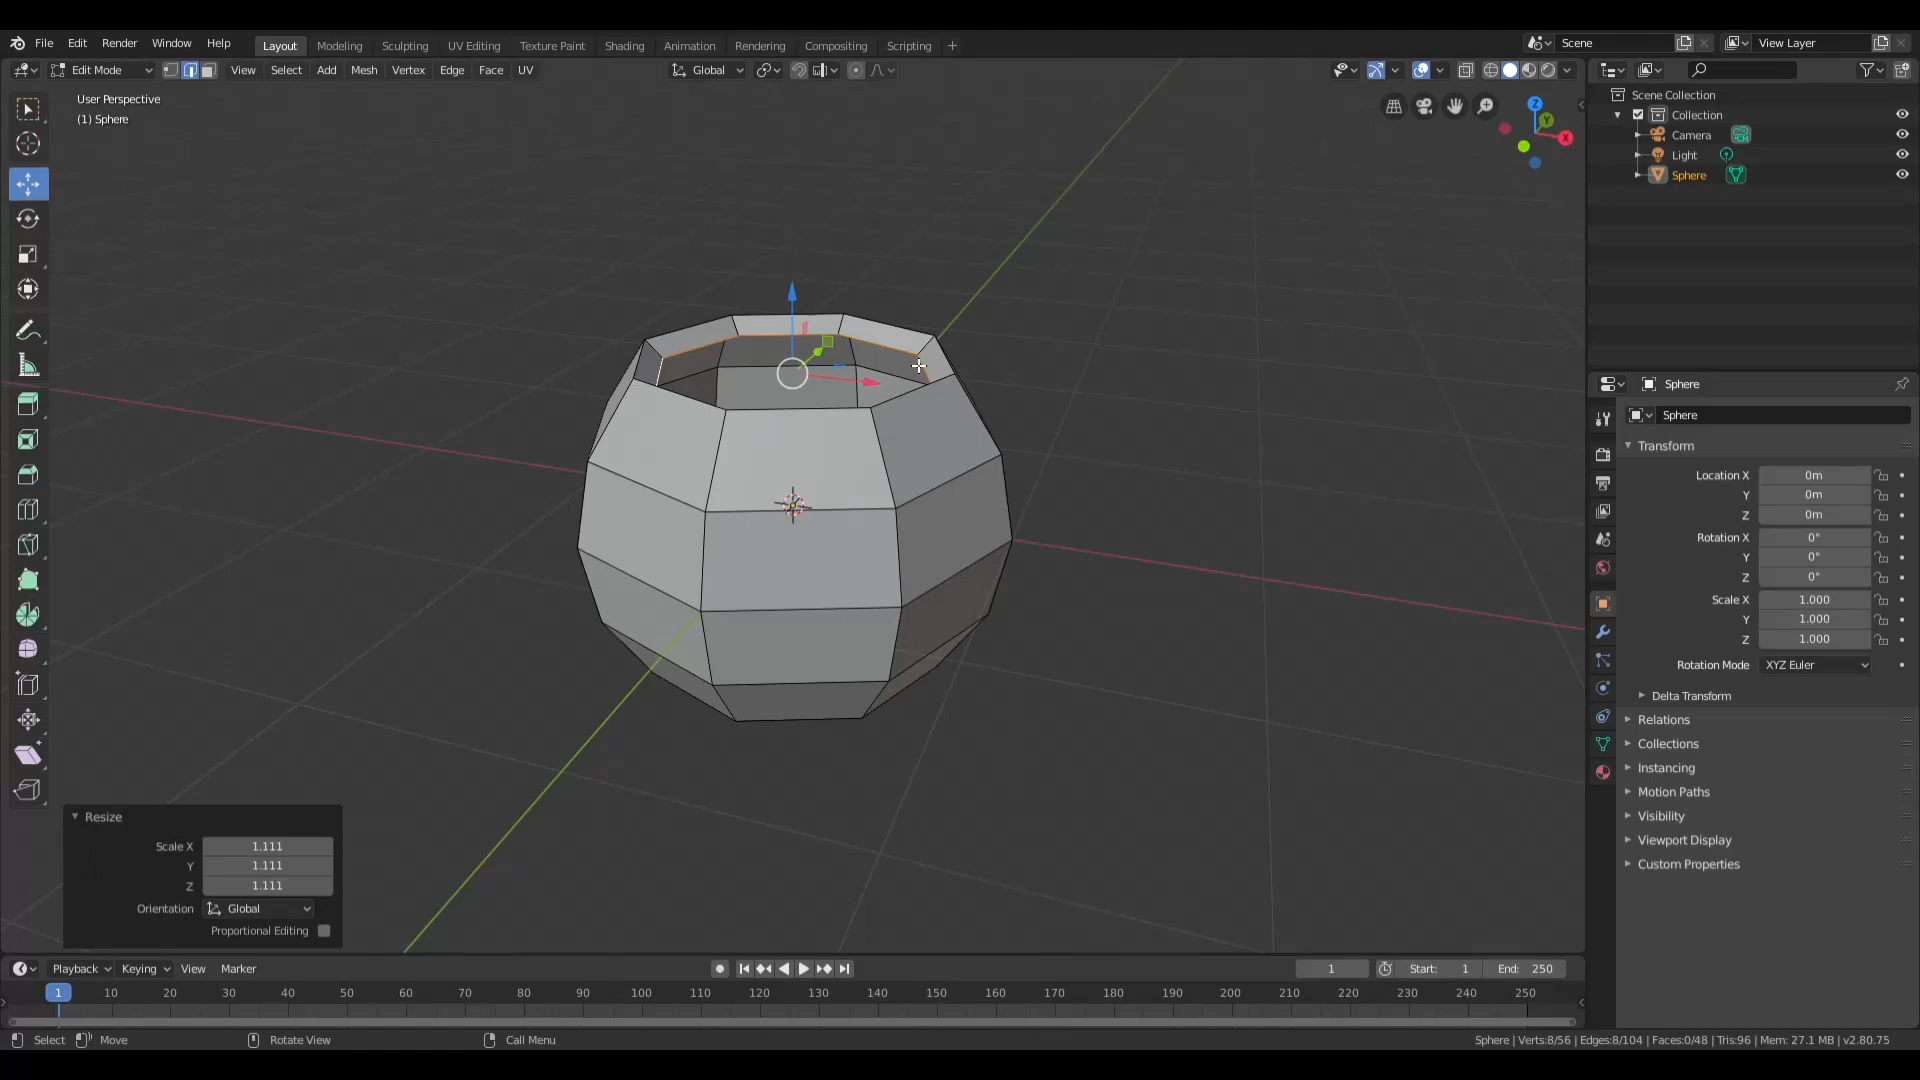 File Edit Render Window Help Layout Modeling Sculpting UV Editing Texture Paint Shading Animation Rendering Compositing Scripting + Scene View Layer
Edit Mode View Select Add Mesh Vertex Edge Face UV Global
User Perspective
(1) Sphere
Z
Y
X
Scene Collection
Collection
Camera
Light
Sphere
Sphere
Sphere
Transform
Location X 0m
Y 0m
Z 0m
Rotation X 0°
Y 0°
Z 0°
Scale X 1.000
Y 1.000
Z 1.000
Rotation Mode XYZ Euler
Delta Transform
Relations
Collections
Instancing
Motion Paths
Visibility
Viewport Display
Custom Properties
Resize
Scale X 1.111
Y 1.111
Z 1.111
Orientation Global
Proportional Editing
Playback Keying View Marker 1 Start: 1 End: 250
1 10 20 30 40 50 60 70 80 90 100 110 120 130 140 150 160 170 180 190 200 210 220 230 240 250
Select Move Rotate View Call Menu Sphere | Verts:8/56 | Edges:8/104 | Faces:0/48 | Tris:96 | Mem: 27.1 MB | v2.80.75